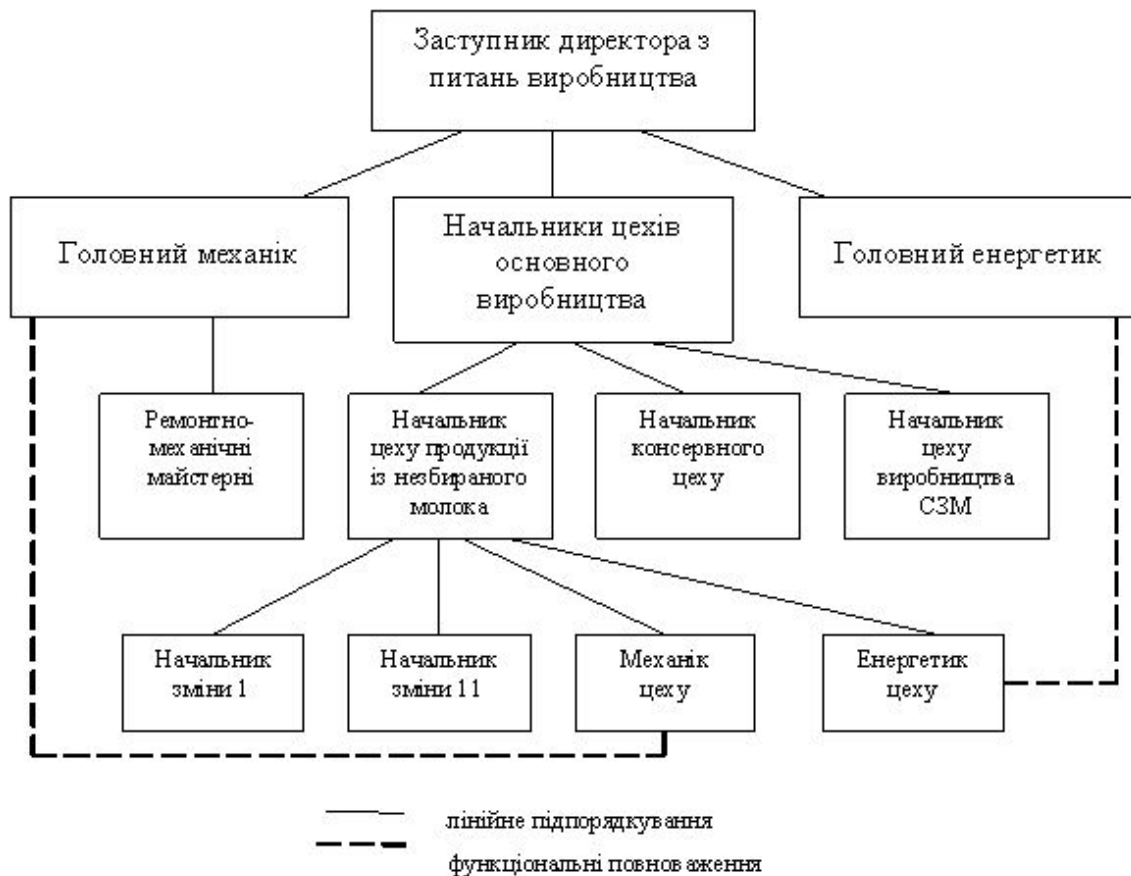 Заступник директора з
питань виробництва
Головний механік
Начальники цехів
основного
виробництва
Головний енергетик
Ремонтно-
механічні
майстерні
Начальник
цеху продукції
із незбираного
молока
Начальник
консервного
цеху
Начальник
цеху
виробництва
СЗМ
Начальник
зміни 1
Начальник
зміни 11
Механік
цеху
Енергетик
цеху
лінійне підпорядкування
функціональні повноваження